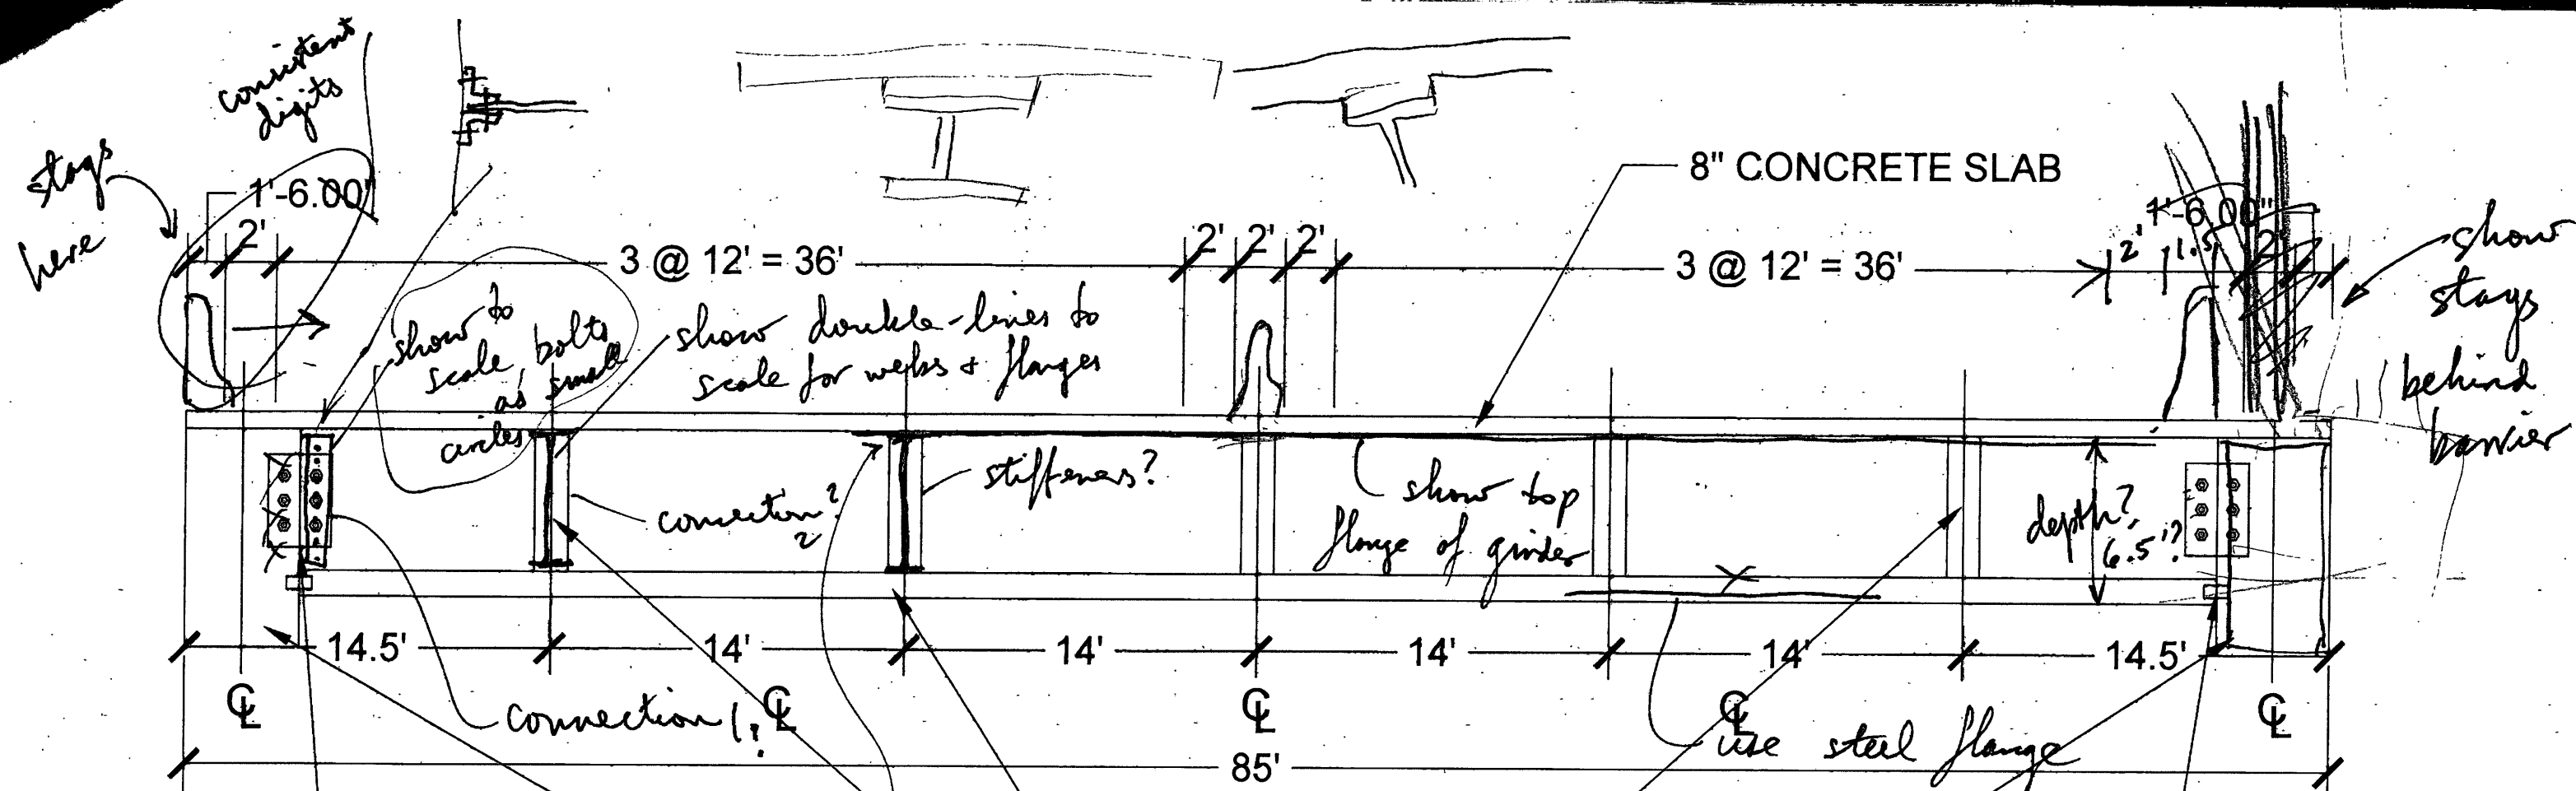 consistent
digits
stays
here
1'-6.00"
2'
3 @ 12' = 36'
2' 2' 2'
8" CONCRETE SLAB
3 @ 12' = 36'
1'-6.00"
2'
1.5
2'
show
stays
behind
barrier
show to
scale, bolts
as small
circles
show double-lines to
scale for webs & flanges
connection?
2
stiffeners?
show top
flange of girder
depth?
6.5'?
14.5'
14'
14'
14'
14'
14.5'
℄
℄
℄
℄
℄
connection 1?
use steel flange
85'